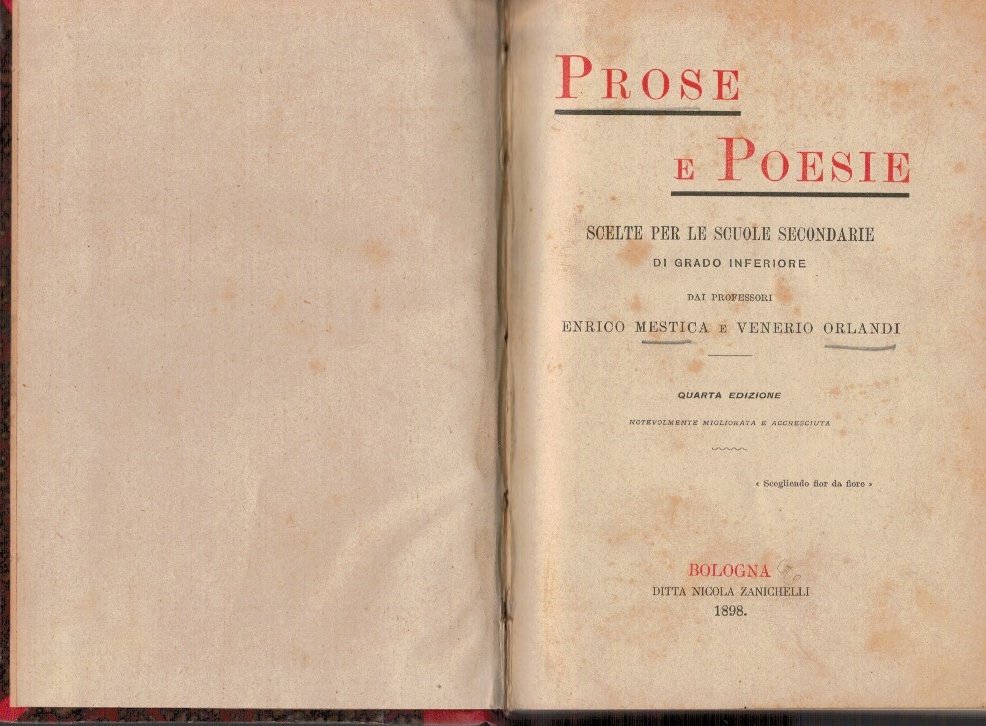 PROSE
E POESIE
SCELTE PER LE SCUOLE SECONDARIE
DI GRADO INFERIORE
DAI PROFESSORI
ENRICO MESTICA E VENERIO ORLANDI
QUARTA EDIZIONE
NOTEVOLMENTE MIGLIORATA E ACCRESCIUTA
« Scegliendo fior da fiore »
BOLOGNA
DITTA NICOLA ZANICHELLI
1898.